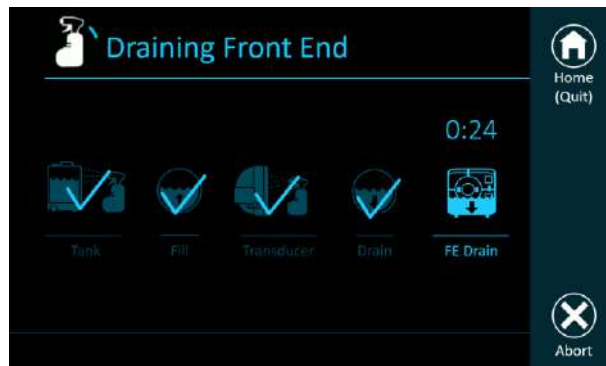 Draining Front End
Home
(Quit)
0:24
Tank
Fill
Transducer
Drain
FE Drain
Abort